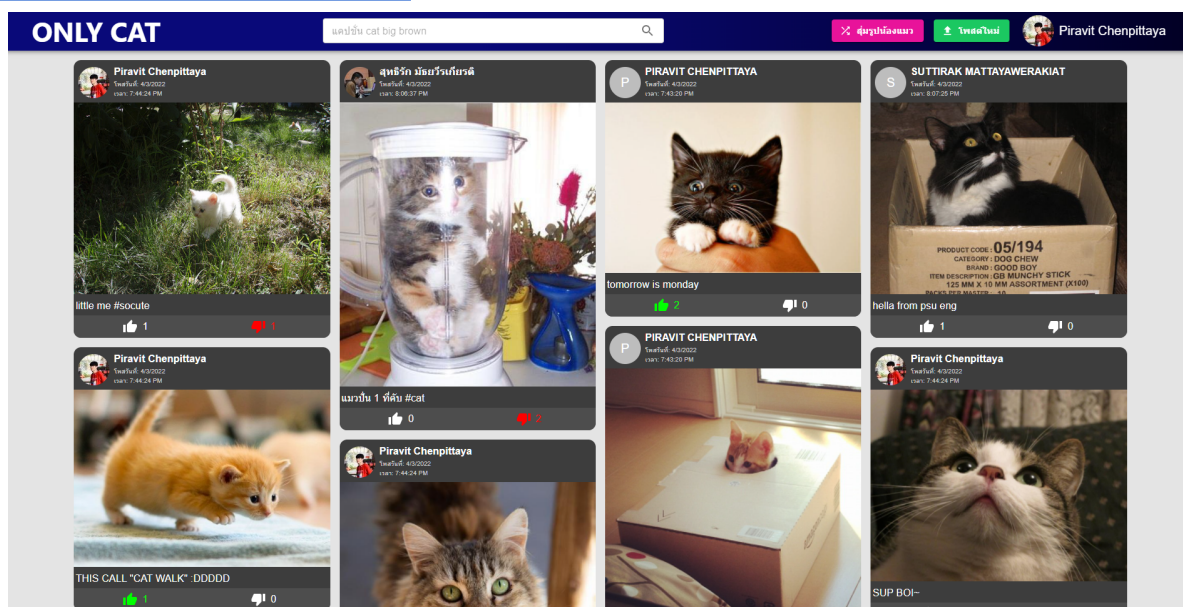 ONLY CAT
แคปชั่น cat big brown
สุ่มรูปน้องแมว
โพสต์ใหม่
Piravit Chenpittaya
Piravit Chenpittaya
โพสวันที่: 4/3/2022
เวลา: 7:44:24 PM
little me #socute
1
1
Piravit Chenpittaya
โพสวันที่: 4/3/2022
เวลา: 7:44:24 PM
THIS CALL "CAT WALK" :DDDDD
1
0
สุทธิรัก มัธยวีรเกียรติ
โพสวันที่: 4/3/2022
เวลา: 8:06:37 PM
แมวปั่น 1 ที่คับ #cat
0
2
Piravit Chenpittaya
โพสวันที่: 4/3/2022
เวลา: 7:44:24 PM
P
PIRAVIT CHENPITTAYA
โพสวันที่: 4/3/2022
เวลา: 7:43:20 PM
tomorrow is monday
2
0
P
PIRAVIT CHENPITTAYA
โพสวันที่: 4/3/2022
เวลา: 7:43:20 PM
S
SUTTIRAK MATTAYAWERAKIAT
โพสวันที่: 4/3/2022
เวลา: 8:07:25 PM
PRODUCT CODE: 05/194
CATEGORY: DOG CHEW
BRAND: GOOD BOY
ITEM DESCRIPTION: GB MUNCHY STICK
125 MM X 10 MM ASSORTMENT (X100)
PACKS PER MASTER: 10
hella from psu eng
1
0
Piravit Chenpittaya
โพสวันที่: 4/3/2022
เวลา: 7:44:24 PM
SUP BOI~